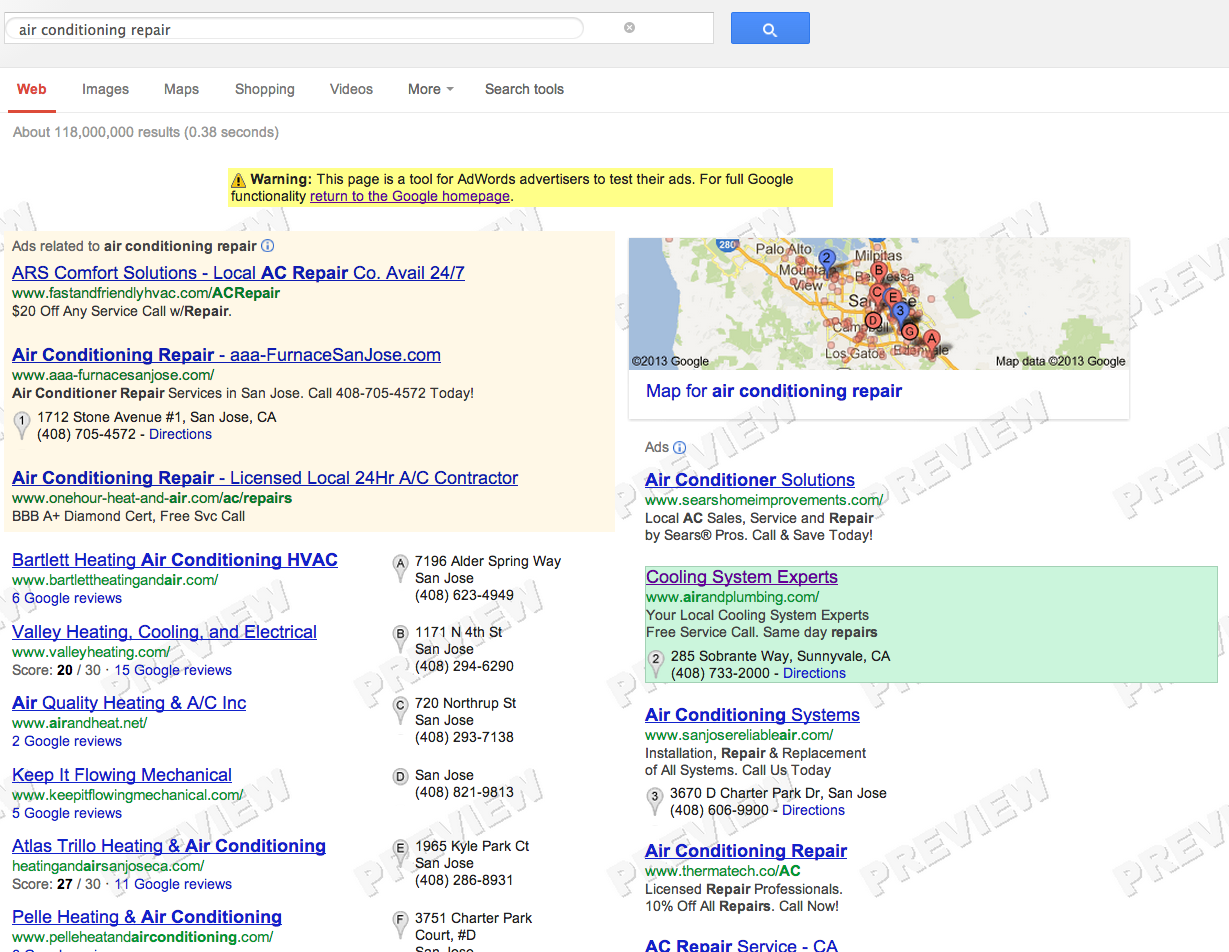 air conditioning repair
Web Images Maps Shopping Videos More Search tools
About 118,000,000 results (0.38 seconds)
Warning: This page is a tool for AdWords advertisers to test their ads. For full Google
functionality return to the Google homepage.
Ads related to air conditioning repair
ARS Comfort Solutions - Local AC Repair Co. Avail 24/7
www.fastandfriendlyhvac.com/ACRepair
$20 Off Any Service Call w/Repair.
Air Conditioning Repair - aaa-FurnaceSanJose.com
www.aaa-furnacesanjose.com/
Air Conditioner Repair Services in San Jose. Call 408-705-4572 Today!
1 1712 Stone Avenue #1, San Jose, CA
(408) 705-4572 - Directions
Air Conditioning Repair - Licensed Local 24Hr A/C Contractor
www.onehour-heat-and-air.com/ac/repairs
BBB A+ Diamond Cert, Free Svc Call
Bartlett Heating Air Conditioning HVAC
www.bartlettheatingandair.com/
6 Google reviews
A 7196 Alder Spring Way
San Jose
(408) 623-4949
Valley Heating, Cooling, and Electrical
www.valleyheating.com/
Score: 20 / 30 · 15 Google reviews
B 1171 N 4th St
San Jose
(408) 294-6290
Air Quality Heating & A/C Inc
www.airandheat.net/
2 Google reviews
C 720 Northrup St
San Jose
(408) 293-7138
Keep It Flowing Mechanical
www.keepitflowingmechanical.com/
5 Google reviews
D San Jose
(408) 821-9813
Atlas Trillo Heating & Air Conditioning
heatingandairsanjoseca.com/
Score: 27 / 30 · 11 Google reviews
E 1965 Kyle Park Ct
San Jose
(408) 286-8931
Pelle Heating & Air Conditioning
www.pelleheatandairconditioning.com/
F 3751 Charter Park
Court, #D
San Jose
280
Palo Alto
2
Milpitas
Mountain
View
B
C
E
3
D
Campbell
G
A
Los Gatos
©2013 Google
Map data ©2013 Google
Map for air conditioning repair
Ads
Air Conditioner Solutions
www.searshomeimprovements.com/
Local AC Sales, Service and Repair
by Sears® Pros. Call & Save Today!
Cooling System Experts
www.airandplumbing.com/
Your Local Cooling System Experts
Free Service Call. Same day repairs
2 285 Sobrante Way, Sunnyvale, CA
(408) 733-2000 - Directions
Air Conditioning Systems
www.sanjosereliableair.com/
Installation, Repair & Replacement
of All Systems. Call Us Today
3 3670 D Charter Park Dr, San Jose
(408) 606-9900 - Directions
Air Conditioning Repair
www.thermatech.co/AC
Licensed Repair Professionals.
10% Off All Repairs. Call Now!
AC Repair Service - CA
PREVIEW